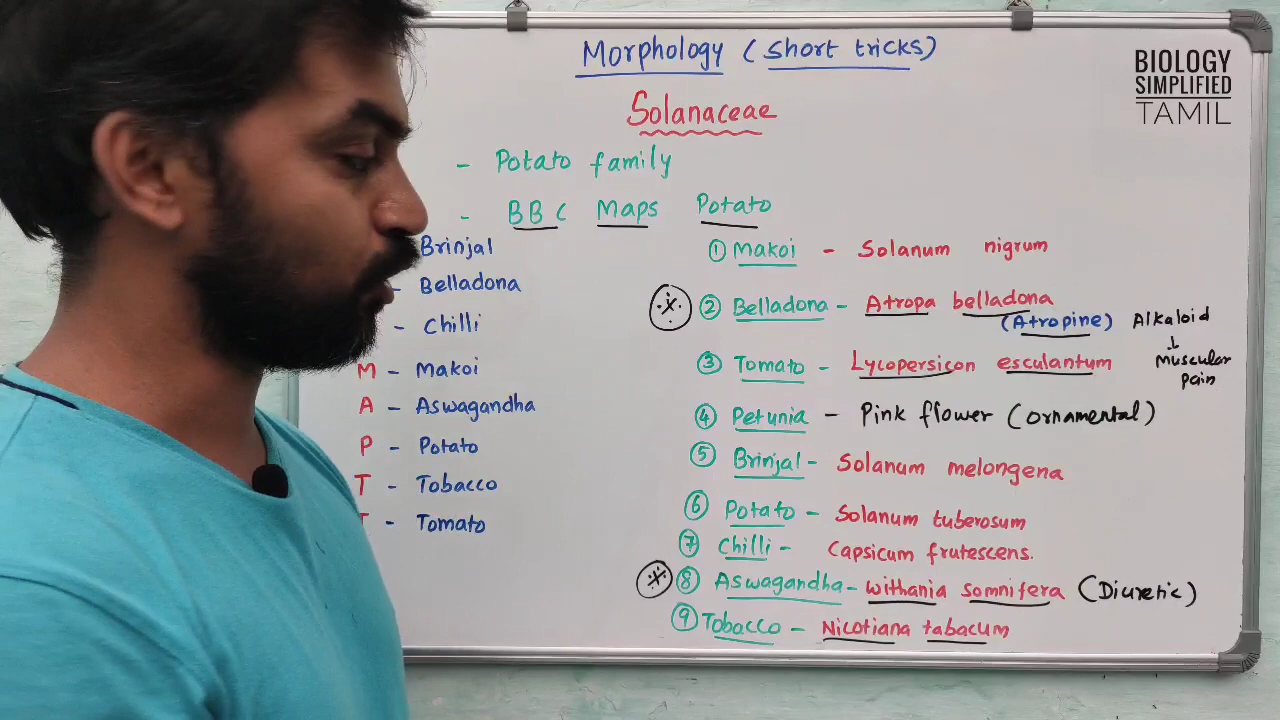 Morphology (short tricks)
BIOLOGY
SIMPLIFIED
TAMIL
Solanaceae
- Potato family
- BBC Maps Potato
Brinjal
- Belladona
- Chilli
M - Makoi
A - Aswagandha
P - Potato
T - Tobacco
T - Tomato
① Makoi - Solanum nigrum
② Belladona - Atropa belladona
(Atropine) Alkaloid
↓
Muscular
pain
③ Tomato - Lycopersicon esculantum
④ Petunia - Pink flower (ornamental)
⑤ Brinjal - Solanum melongena
⑥ Potato - Solanum tuberosum
⑦ Chilli - Capsicum frutescens.
⑧ Aswagandha - withania somnifera (Diuretic)
⑨ Tobacco - Nicotiana tabacum